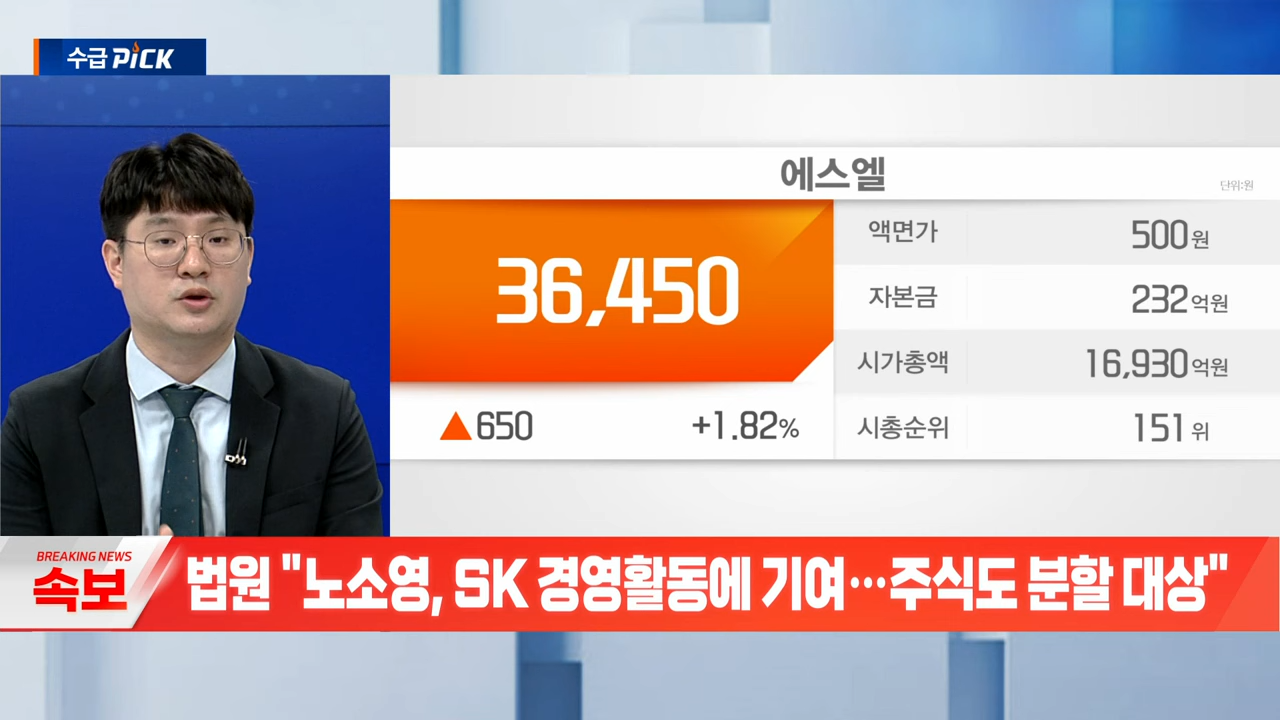 수급 PiCK
에스엘
단위:원
36,450
▲650 +1.82%
액면가 500원
자본금 232억원
시가총액 16,930억원
시총순위 151위
BREAKING NEWS
속보
법원 "노소영, SK 경영활동에 기여…주식도 분할 대상"